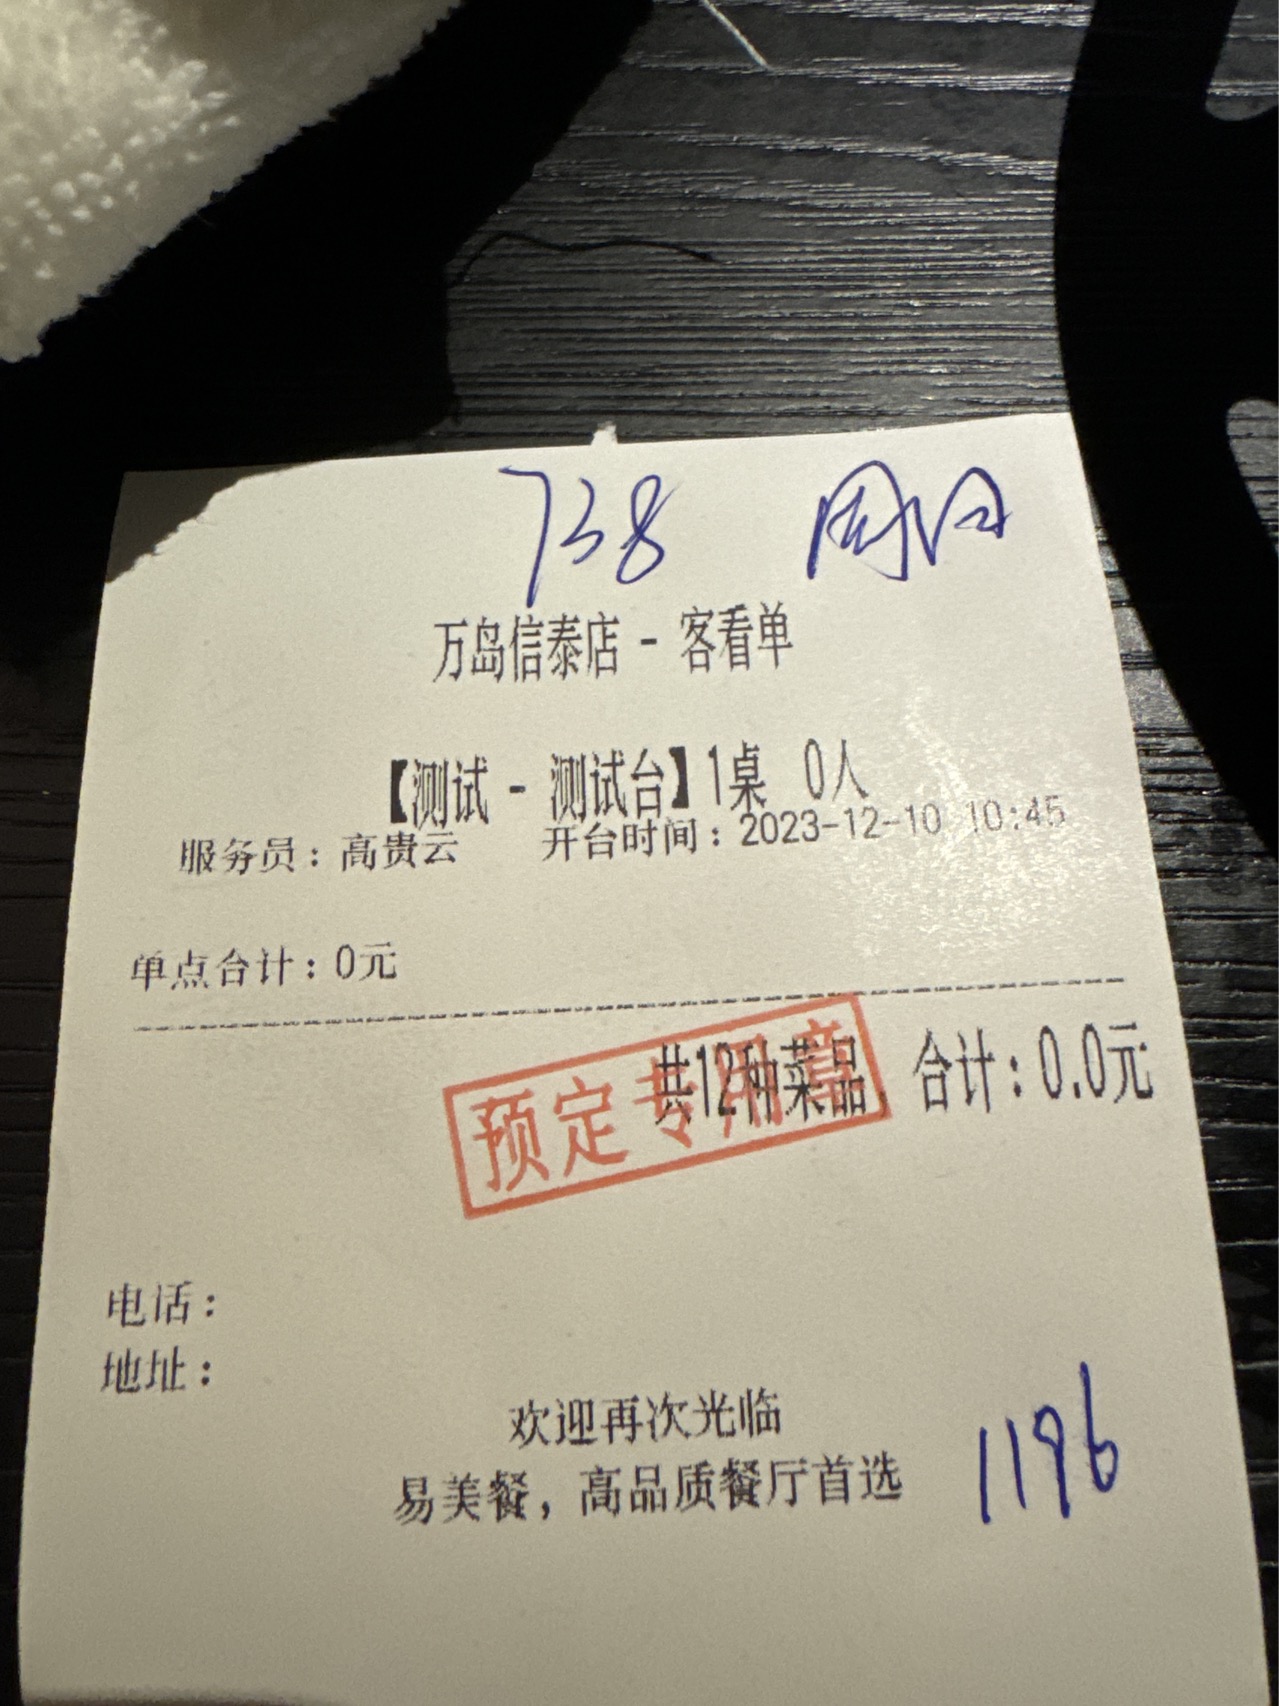 738 周日
万岛信泰店 - 客看单
【测试 - 测试台】1桌 0人
服务员：高贵云 开台时间：2023-12-10 10:45
单点合计：0元
共12种菜品，合计：0.0元
预定专用章
电话：
地址：
欢迎再次光临
易美餐，高品质餐厅首选
1196